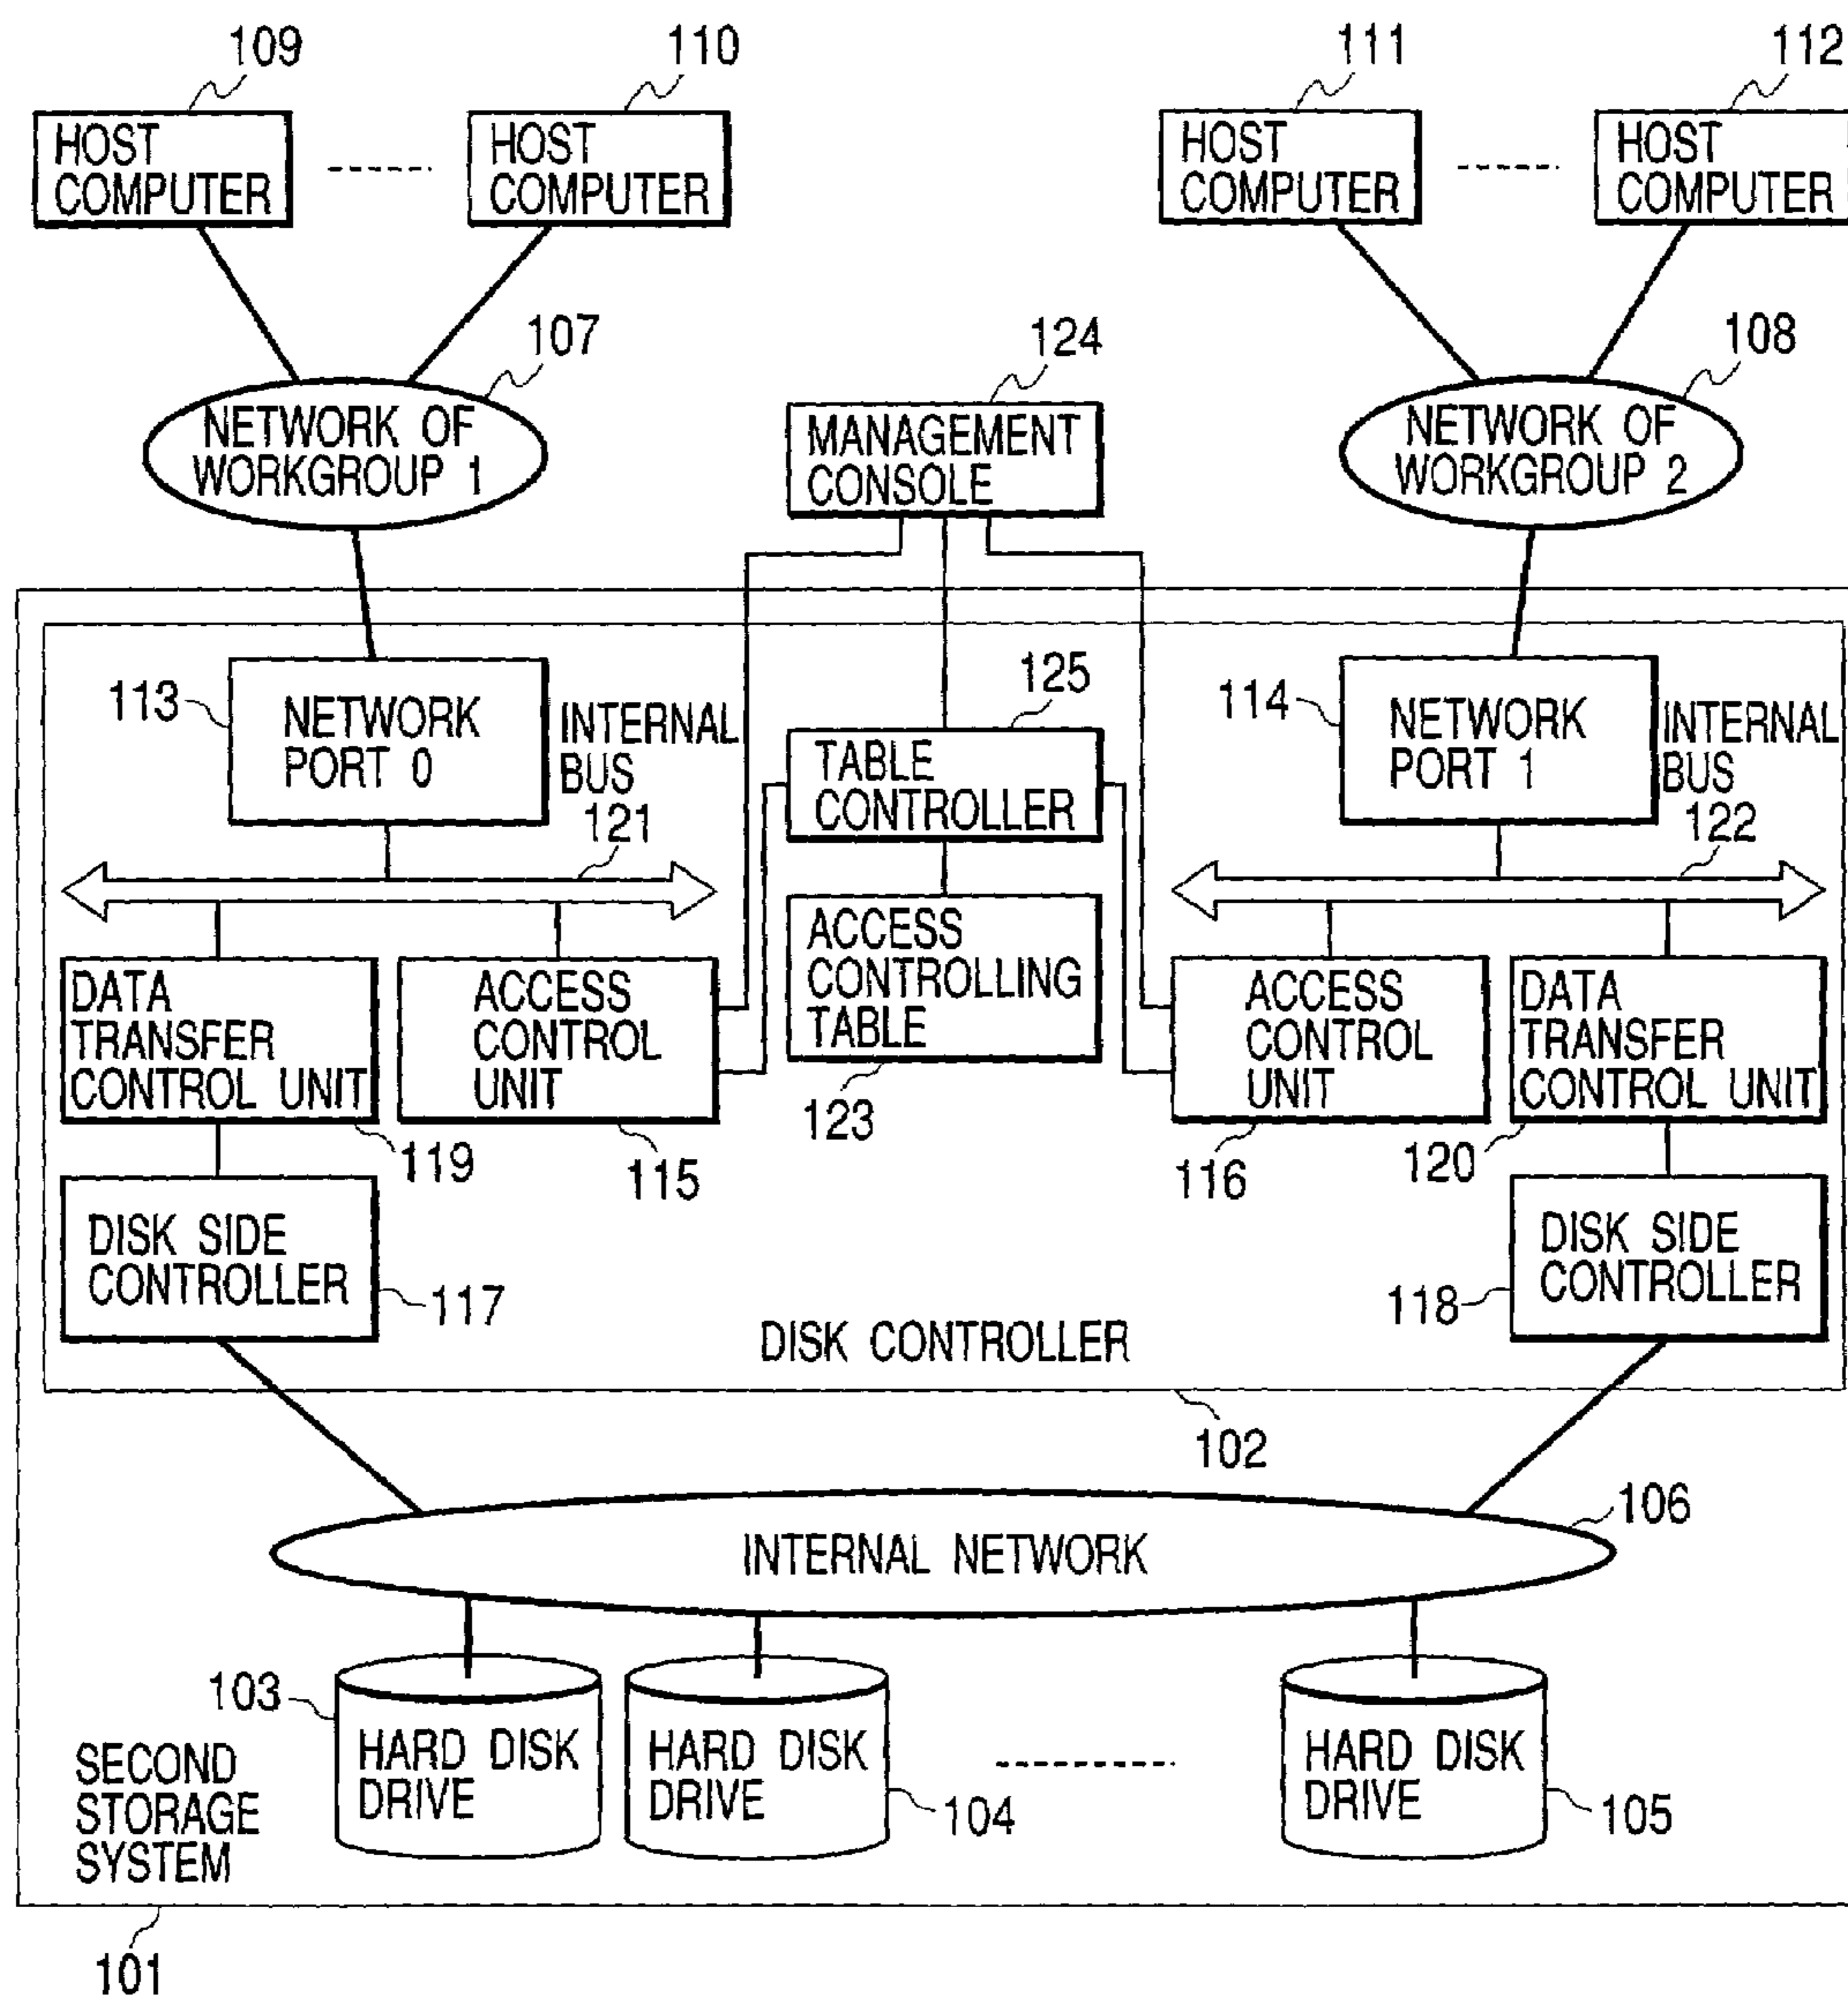 109
110
111
112
HOST
COMPUTER
HOST
COMPUTER
HOST
COMPUTER
HOST
COMPUTER
107
124
108
NETWORK OF
WORKGROUP 1
MANAGEMENT
CONSOLE
NETWORK OF
WORKGROUP 2
113
NETWORK
PORT 0
INTERNAL
BUS
121
125
TABLE
CONTROLLER
114
NETWORK
PORT 1
INTERNAL
BUS
122
DATA
TRANSFER
CONTROL UNIT
ACCESS
CONTROL
UNIT
ACCESS
CONTROLLING
TABLE
ACCESS
CONTROL
UNIT
DATA
TRANSFER
CONTROL UNIT
119
115
123
116
120
DISK SIDE
CONTROLLER
117
DISK CONTROLLER
118
DISK SIDE
CONTROLLER
102
106
INTERNAL NETWORK
103
HARD DISK
DRIVE
HARD DISK
DRIVE
104
HARD DISK
DRIVE
105
SECOND
STORAGE
SYSTEM
101